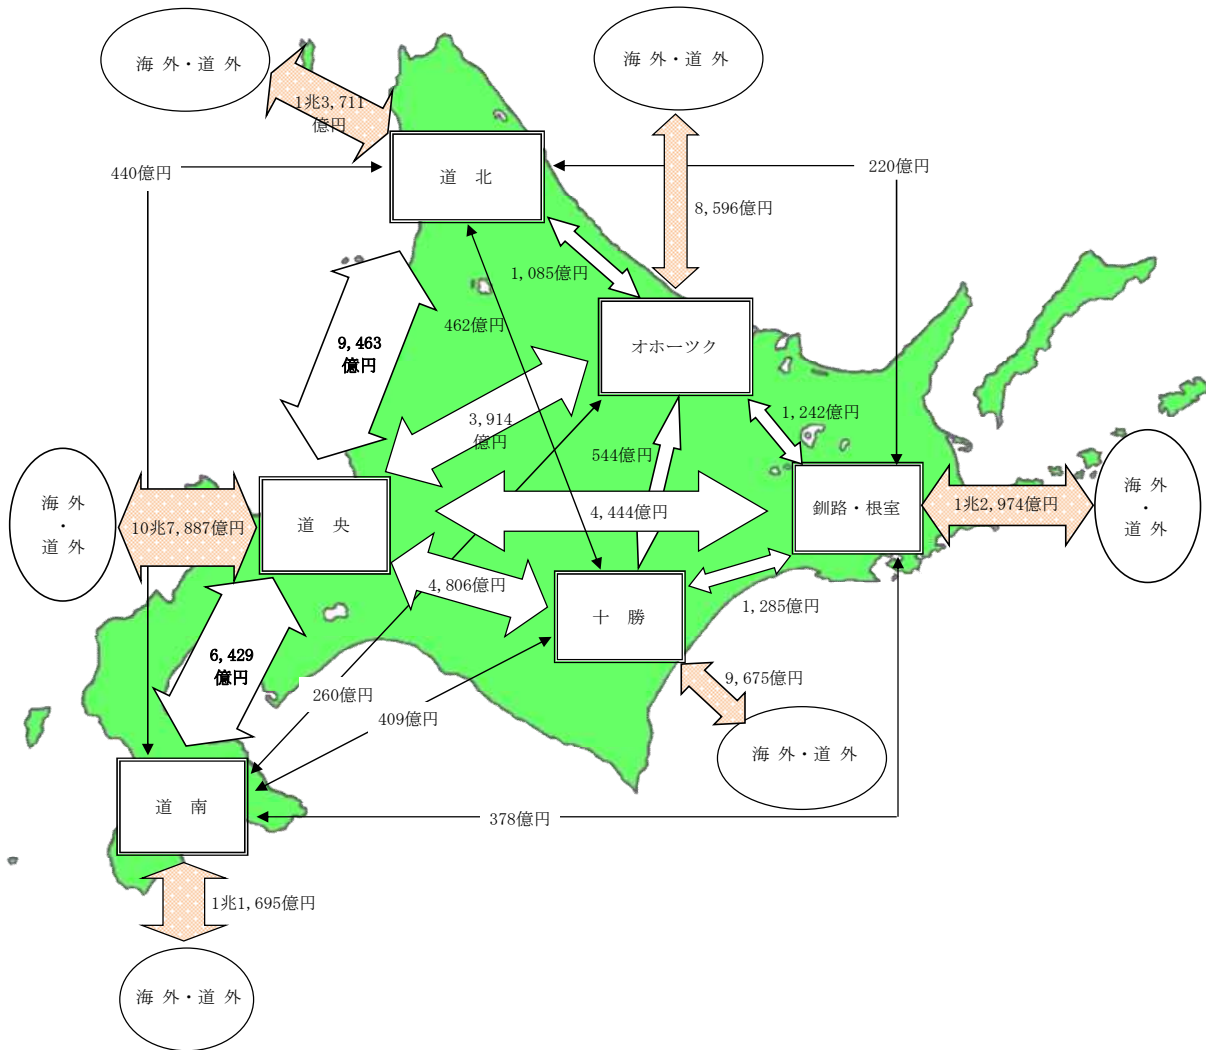 海 外・道 外
海 外・道 外
1兆3,711
億円
440億円
道 北
220億円
8,596億円
1,085億円
462億円
オホーツク
9,463
億円
3,914
億円
1,242億円
544億円
海 外
・
道 外
10兆7,887億円
道 央
4,444億円
釧路・根室
1兆2,974億円
海 外
・
道 外
4,806億円
十 勝
1,285億円
6,429
億円
260億円
409億円
9,675億円
海 外・道 外
道 南
378億円
1兆1,695億円
海 外・道 外